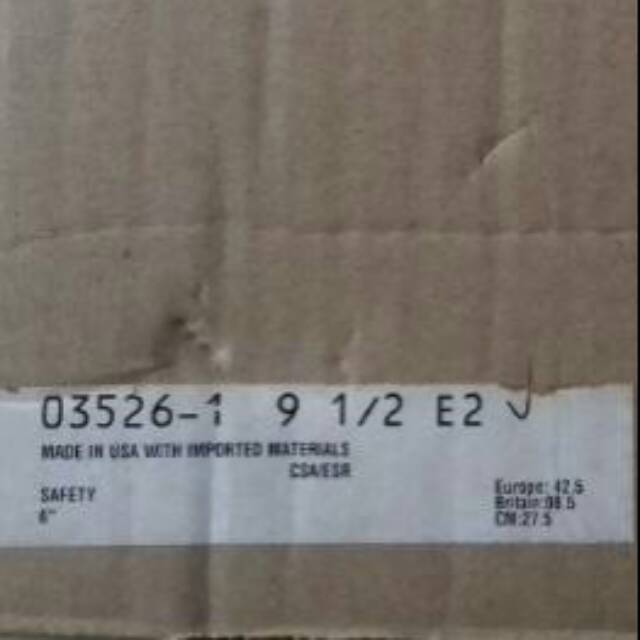 03526-1 9 1/2 E2
MADE IN USA WITH IMPORTED MATERIALS
CSA/ESR
SAFETY
6"
Europe: 42.5
Britain:08.5
CM:27.5